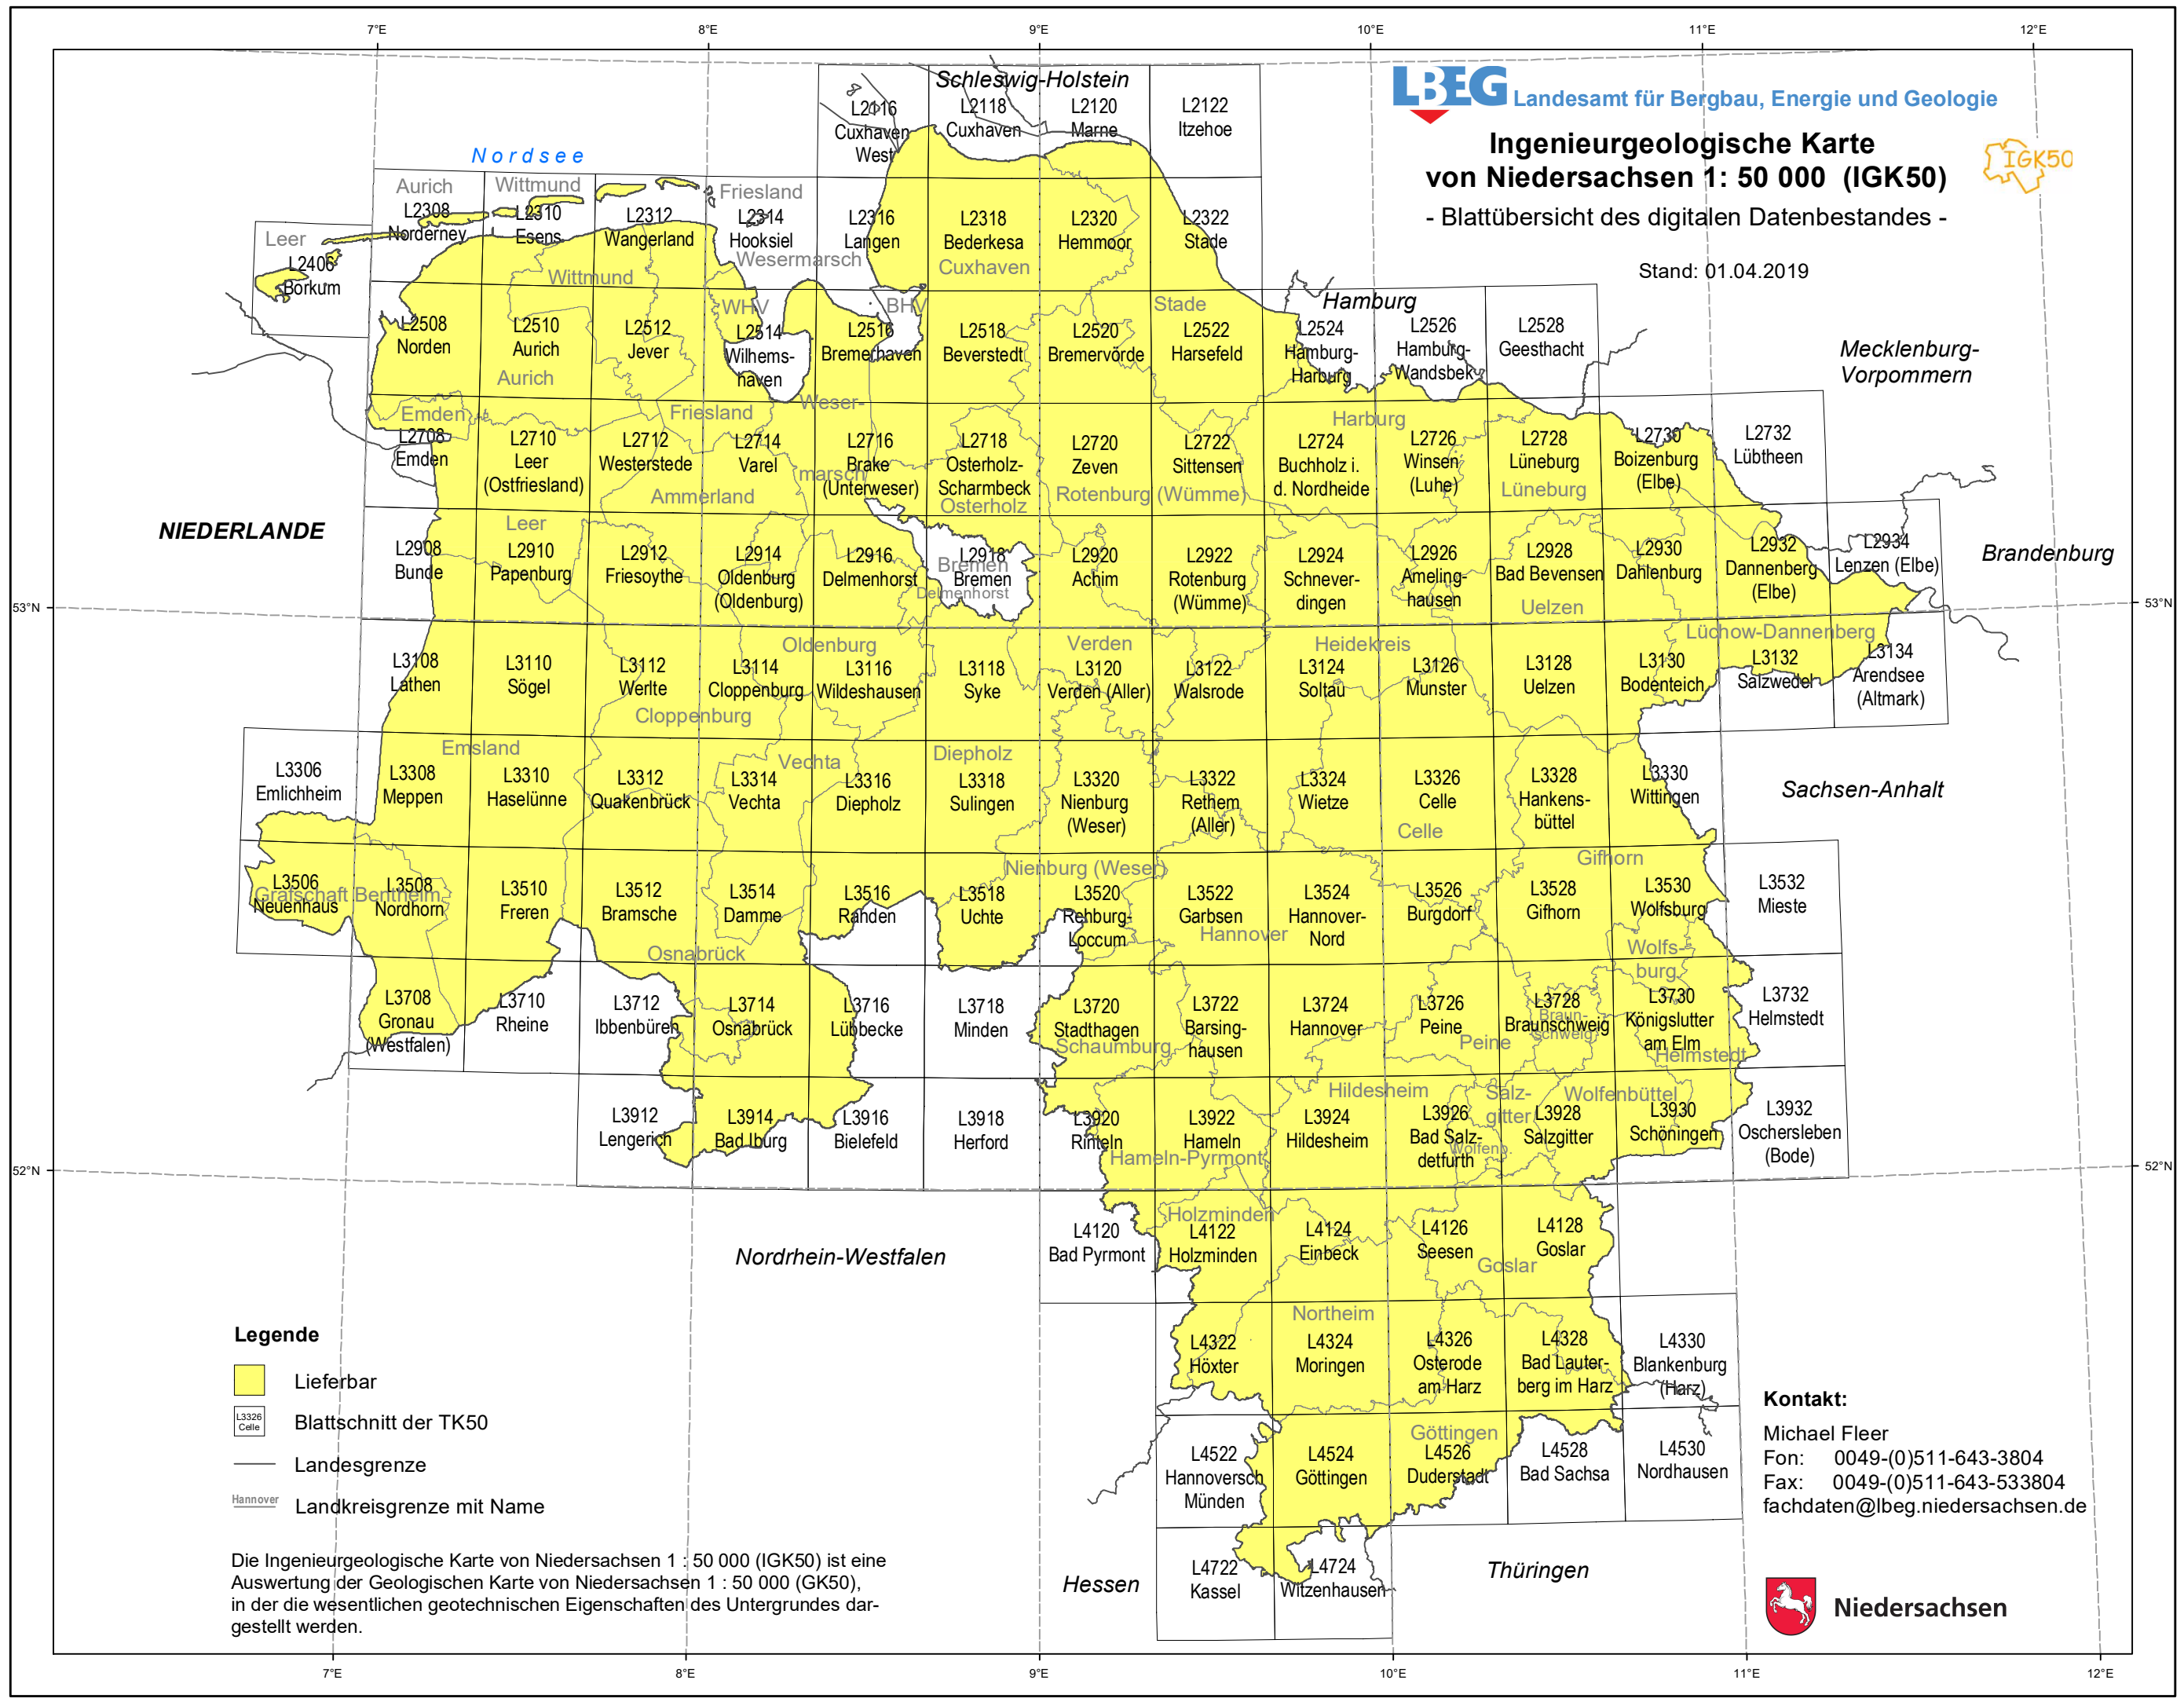 7°E
8°E
9°E
10°E
11°E
12°E
LBEG Landesamt für Bergbau, Energie und Geologie
Ingenieurgeologische Karte
von Niedersachsen 1: 50 000 (IGK50)
- Blattübersicht des digitalen Datenbestandes -
Stand: 01.04.2019
IGK50
Schleswig-Holstein
Nordsee
Hamburg
Mecklenburg-
Vorpommern
NIEDERLANDE
Brandenburg
Sachsen-Anhalt
Nordrhein-Westfalen
Hessen
Thüringen
53°N
53°N
52°N
52°N
L2116
Cuxhaven
West
L2118
Cuxhaven
L2120
Marne
L2122
Itzehoe
Aurich
L2308
Norderney
Wittmund
L2310
Esens
L2312
Wangerland
Friesland
L2314
Hooksiel
Wesermarsch
L2316
Langen
L2318
Bederkesa
Cuxhaven
L2320
Hemmoor
L2322
Stade
Leer
L2406
Borkum
Wittmund
WHV
BHV
Stade
L2508
Norden
L2510
Aurich
Aurich
L2512
Jever
L2514
Wilhems-
haven
L2516
Bremerhaven
L2518
Beverstedt
L2520
Bremervörde
L2522
Harsefeld
L2524
Hamburg-
Harburg
L2526
Hamburg-
Wandsbek
L2528
Geesthacht
Emden
Friesland
Weser-
marsch
Ammerland
Osterholz
Rotenburg (Wümme)
Harburg
Lüneburg
L2708
Emden
L2710
Leer
(Ostfriesland)
L2712
Westerstede
L2714
Varel
L2716
Brake
(Unterweser)
L2718
Osterholz-
Scharmbeck
L2720
Zeven
L2722
Sittensen
L2724
Buchholz i.
d. Nordheide
L2726
Winsen
(Luhe)
L2728
Lüneburg
L2730
Boizenburg
(Elbe)
L2732
Lübtheen
Leer
Bremen
Delmenhorst
Uelzen
L2908
Bunde
L2910
Papenburg
L2912
Friesoythe
L2914
Oldenburg
(Oldenburg)
L2916
Delmenhorst
L2918
Bremen
L2920
Achim
L2922
Rotenburg
(Wümme)
L2924
Schnever-
dingen
L2926
Ameling-
hausen
L2928
Bad Bevensen
L2930
Dahlenburg
L2932
Dannenberg
(Elbe)
L2934
Lenzen (Elbe)
Oldenburg
Verden
Heidekreis
Lüchow-Dannenberg
Cloppenburg
L3108
Lathen
L3110
Sögel
L3112
Werlte
L3114
Cloppenburg
L3116
Wildeshausen
L3118
Syke
L3120
Verden (Aller)
L3122
Walsrode
L3124
Soltau
L3126
Munster
L3128
Uelzen
L3130
Bodenteich
L3132
Salzwedel
L3134
Arendsee
(Altmark)
Emsland
Vechta
Diepholz
Celle
L3306
Emlichheim
L3308
Meppen
L3310
Haselünne
L3312
Quakenbrück
L3314
Vechta
L3316
Diepholz
L3318
Sulingen
L3320
Nienburg
(Weser)
L3322
Rethem
(Aller)
L3324
Wietze
L3326
Celle
L3328
Hankens-
büttel
L3330
Wittingen
Grafschaft Bentheim
Osnabrück
Nienburg (Weser)
Hannover
Gifhorn
Wolfs-
burg
L3506
Neuenhaus
L3508
Nordhorn
L3510
Freren
L3512
Bramsche
L3514
Damme
L3516
Rahden
L3518
Uchte
L3520
Rehburg-
Loccum
L3522
Garbsen
L3524
Hannover-
Nord
L3526
Burgdorf
L3528
Gifhorn
L3530
Wolfsburg
L3532
Mieste
Schaumburg
Peine
Braun-
schweig
Helmstedt
L3708
Gronau
(Westfalen)
L3710
Rheine
L3712
Ibbenbüren
L3714
Osnabrück
L3716
Lübbecke
L3718
Minden
L3720
Stadthagen
L3722
Barsing-
hausen
L3724
Hannover
L3726
Peine
L3728
Braunschweig
L3730
Königslutter
am Elm
L3732
Helmstedt
Hildesheim
Salz-
gitter
Wolfenbüttel
Wolfenb.
Hameln-Pyrmont
L3912
Lengerich
L3914
Bad Iburg
L3916
Bielefeld
L3918
Herford
L3920
Rinteln
L3922
Hameln
L3924
Hildesheim
L3926
Bad Salz-
detfurth
L3928
Salzgitter
L3930
Schöningen
L3932
Oschersleben
(Bode)
Holzminden
Goslar
L4120
Bad Pyrmont
L4122
Holzminden
L4124
Einbeck
L4126
Seesen
L4128
Goslar
Northeim
L4322
Höxter
L4324
Moringen
L4326
Osterode
am Harz
L4328
Bad Lauter-
berg im Harz
L4330
Blankenburg
(Harz)
Göttingen
L4522
Hannoversch
Münden
L4524
Göttingen
L4526
Duderstadt
L4528
Bad Sachsa
L4530
Nordhausen
L4722
Kassel
L4724
Witzenhausen
Legende
Lieferbar
L3326
Celle
Blattschnitt der TK50
Landesgrenze
Hannover
Landkreisgrenze mit Name
Die Ingenieurgeologische Karte von Niedersachsen 1 : 50 000 (IGK50) ist eine
Auswertung der Geologischen Karte von Niedersachsen 1 : 50 000 (GK50),
in der die wesentlichen geotechnischen Eigenschaften des Untergrundes dar-
gestellt werden.
Kontakt:
Michael Fleer
Fon: 0049-(0)511-643-3804
Fax: 0049-(0)511-643-533804
fachdaten@lbeg.niedersachsen.de
Niedersachsen
7°E
8°E
9°E
10°E
11°E
12°E